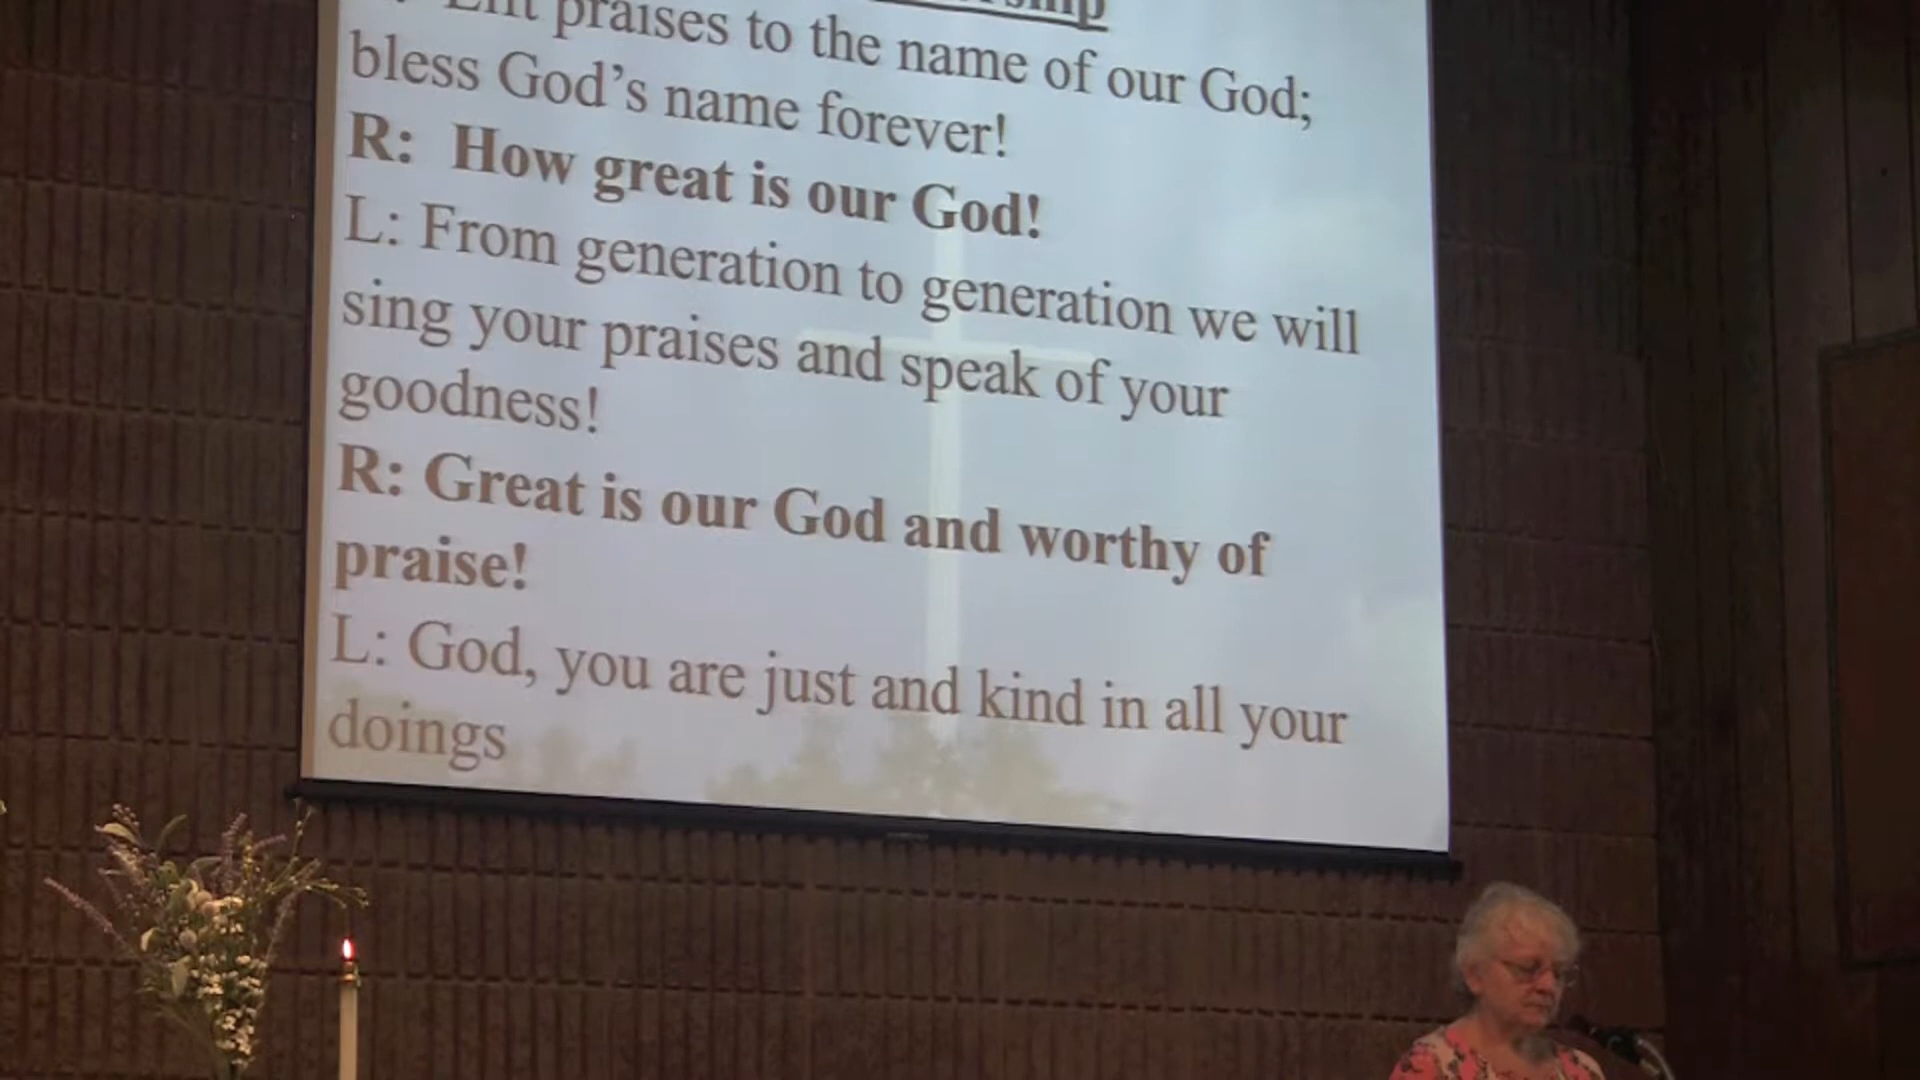 Lift praises to the name of our God;
bless God's name forever!
R: How great is our God!
L: From generation to generation we will
sing your praises and speak of your
goodness!
R: Great is our God and worthy of
praise!
L: God, you are just and kind in all your
doings